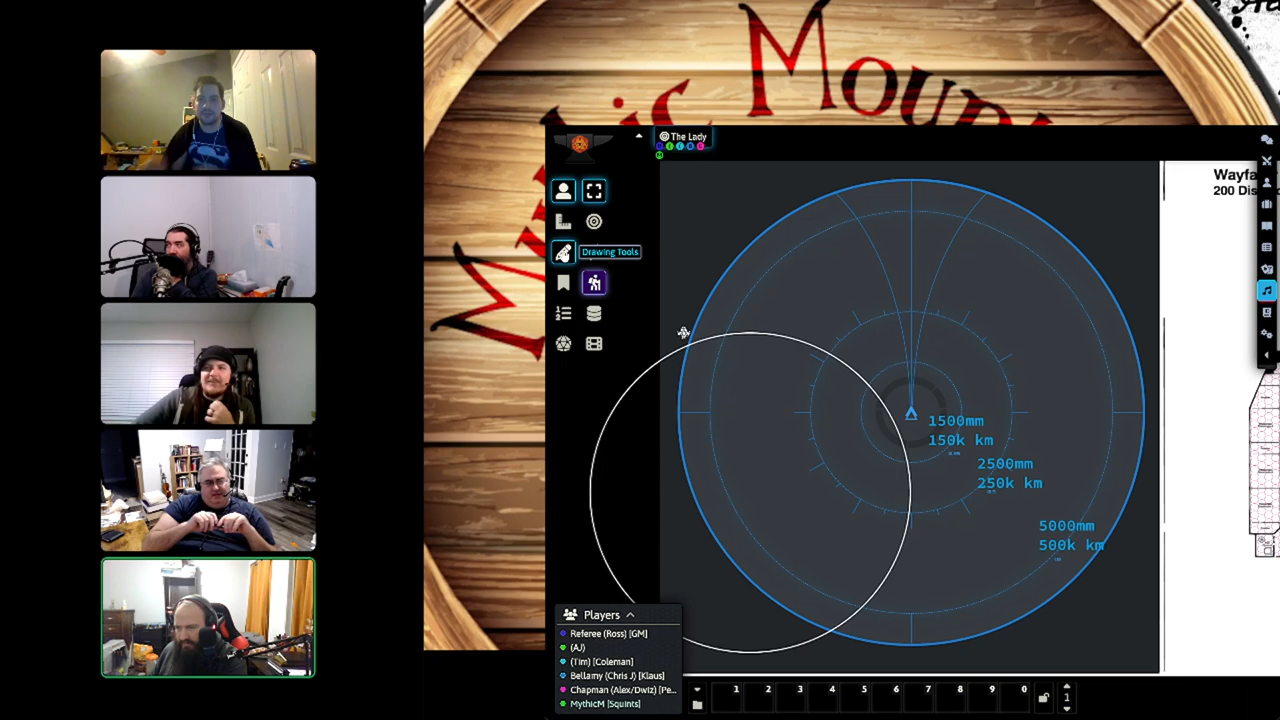 The Lady
Drawing Tools
200 Dis
1500mm
150k km
2500mm
250k km
5000mm
500k km
Players
Referee (Ross) [GM]
(AJ)
(Tim) [Coleman]
Bellamy (Chris J) [Klaus]
Chapman (Alex/Dwiz) [Pe...
MythicM [Squints]
1 2 3 4 5 6 7 8 9 0
1